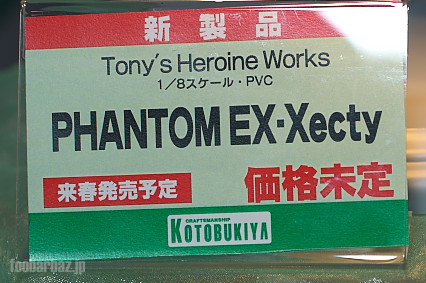 新製品
Tony's Heroine Works
1/8スケール・PVC
PHANTOM EX・Xecty
来春発売予定
価格未定
CRAFTSMANSHIP
KOTOBUKIYA
foobarbaz.jp